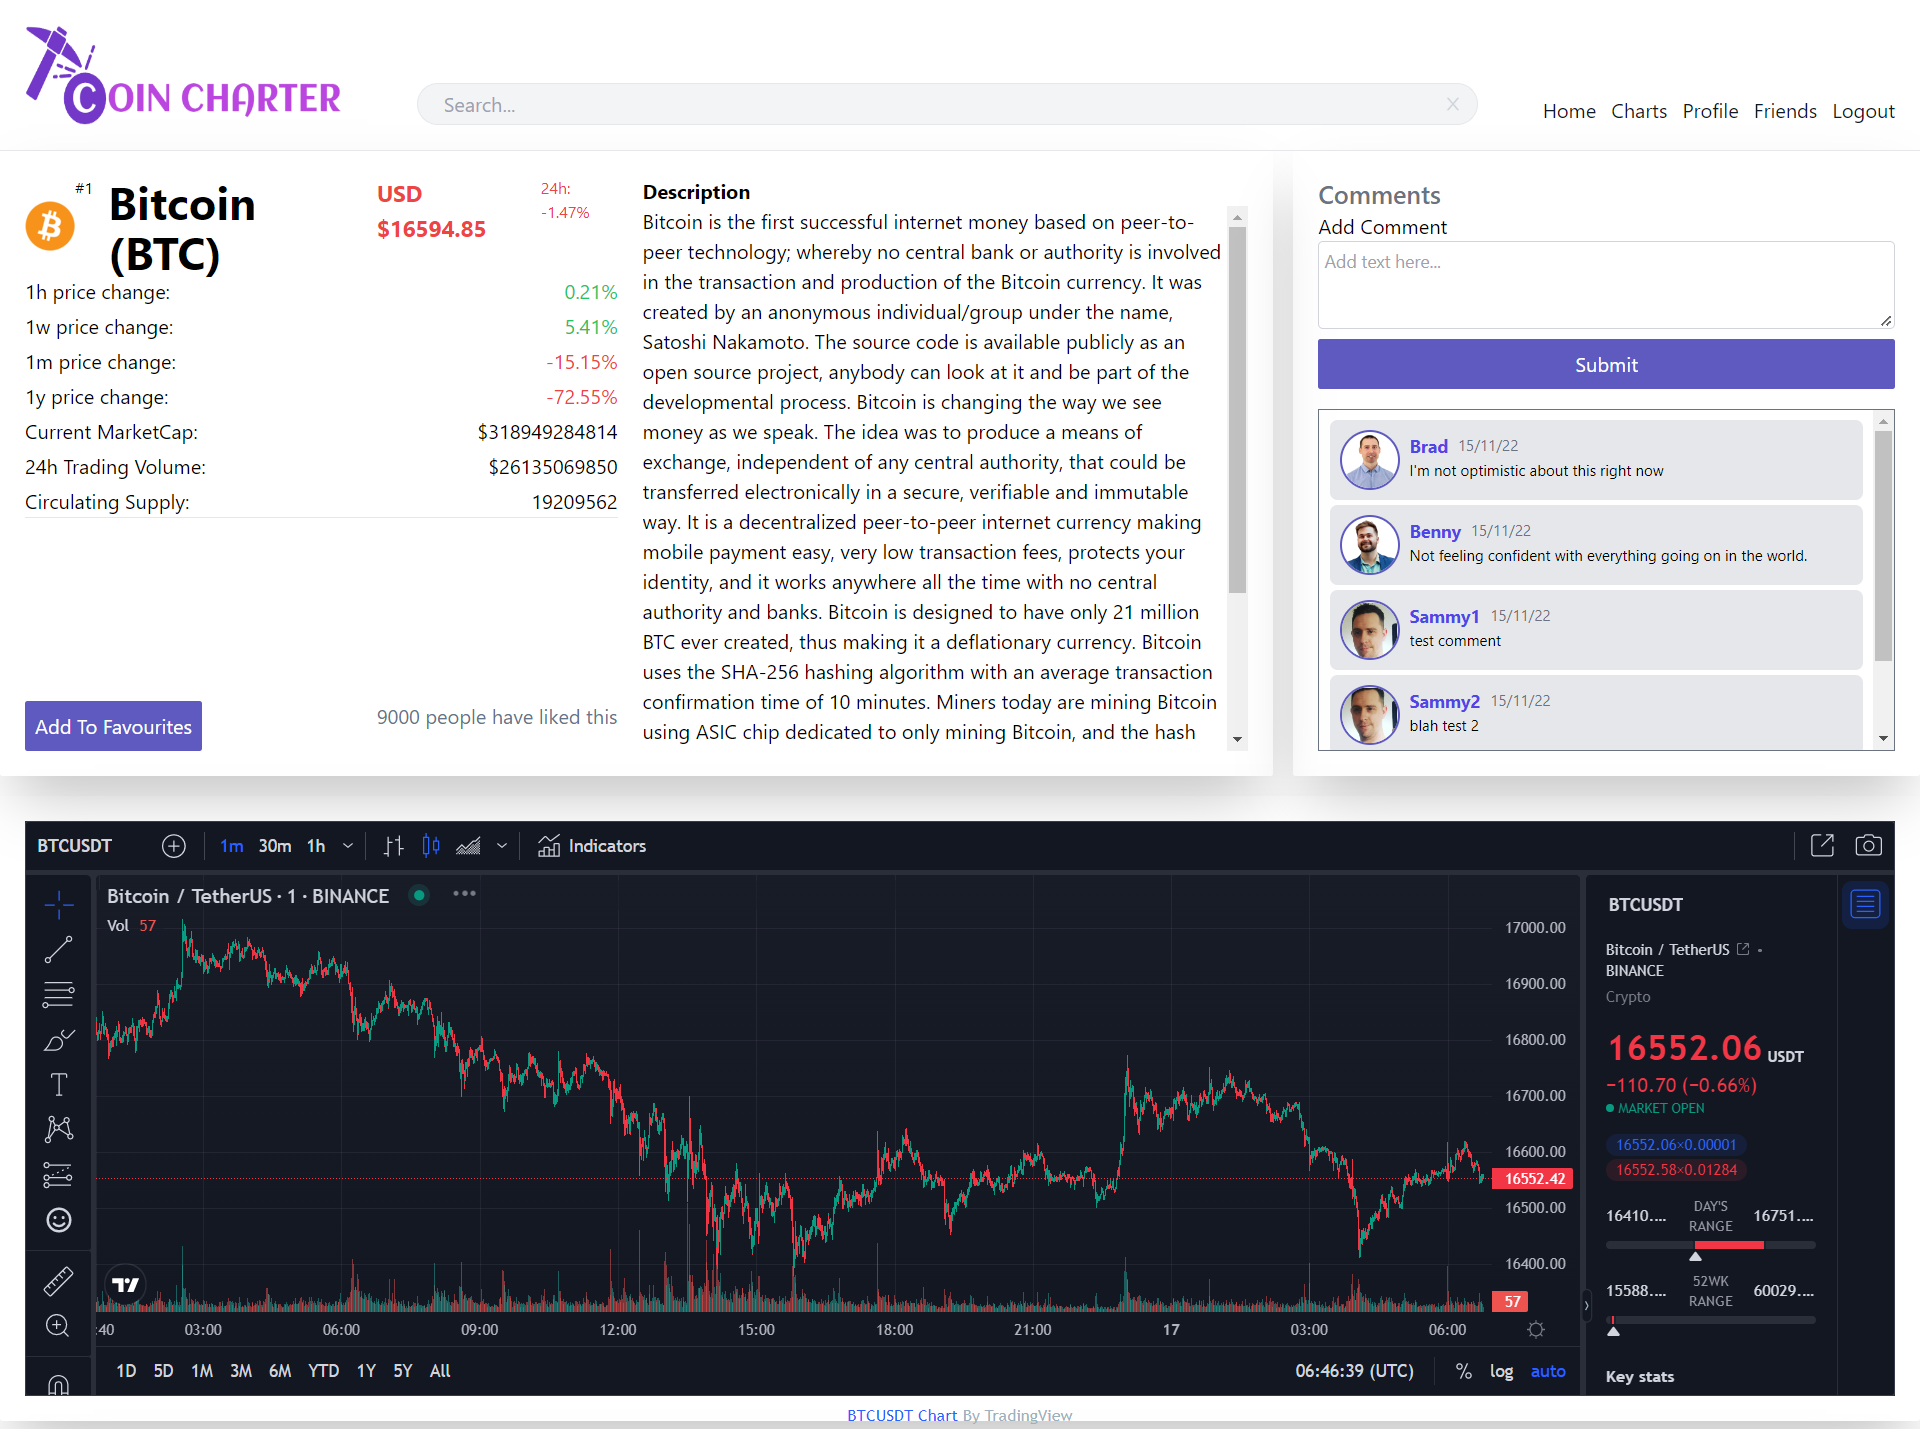 COIN CHARTER
Search...
X
Home Charts Profile Friends Logout
#1
Bitcoin
(BTC)
USD
$16594.85
24h:
-1.47%
1h price change: 0.21%
1w price change: 5.41%
1m price change: -15.15%
1y price change: -72.55%
Current MarketCap: $318949284814
24h Trading Volume: $26135069850
Circulating Supply: 19209562
Add To Favourites
9000 people have liked this
Description
Bitcoin is the first successful internet money based on peer-to-
peer technology; whereby no central bank or authority is involved
in the transaction and production of the Bitcoin currency. It was
created by an anonymous individual/group under the name,
Satoshi Nakamoto. The source code is available publicly as an
open source project, anybody can look at it and be part of the
developmental process. Bitcoin is changing the way we see
money as we speak. The idea was to produce a means of
exchange, independent of any central authority, that could be
transferred electronically in a secure, verifiable and immutable
way. It is a decentralized peer-to-peer internet currency making
mobile payment easy, very low transaction fees, protects your
identity, and it works anywhere all the time with no central
authority and banks. Bitcoin is designed to have only 21 million
BTC ever created, thus making it a deflationary currency. Bitcoin
uses the SHA-256 hashing algorithm with an average transaction
confirmation time of 10 minutes. Miners today are mining Bitcoin
using ASIC chip dedicated to only mining Bitcoin, and the hash
Comments
Add Comment
Add text here...
Submit
Brad 15/11/22
I'm not optimistic about this right now
Benny 15/11/22
Not feeling confident with everything going on in the world.
Sammy1 15/11/22
test comment
Sammy2 15/11/22
blah test 2
BTCUSDT 1m 30m 1h Indicators
Bitcoin / TetherUS · 1 · BINANCE
Vol 57
17000.00
16900.00
16800.00
16700.00
16600.00
16552.42
16500.00
16400.00
57
:40 03:00 06:00 09:00 12:00 15:00 18:00 21:00 17 03:00 06:00
1D 5D 1M 3M 6M YTD 1Y 5Y All
06:46:39 (UTC) % log auto
BTCUSDT
Bitcoin / TetherUS •
BINANCE
Crypto
16552.06 USDT
−110.70 (−0.66%)
MARKET OPEN
16552.06×0.00001
16552.58×0.01284
16410.... DAY'S RANGE 16751....
15588.... 52WK RANGE 60029....
Key stats
BTCUSDT Chart By TradingView